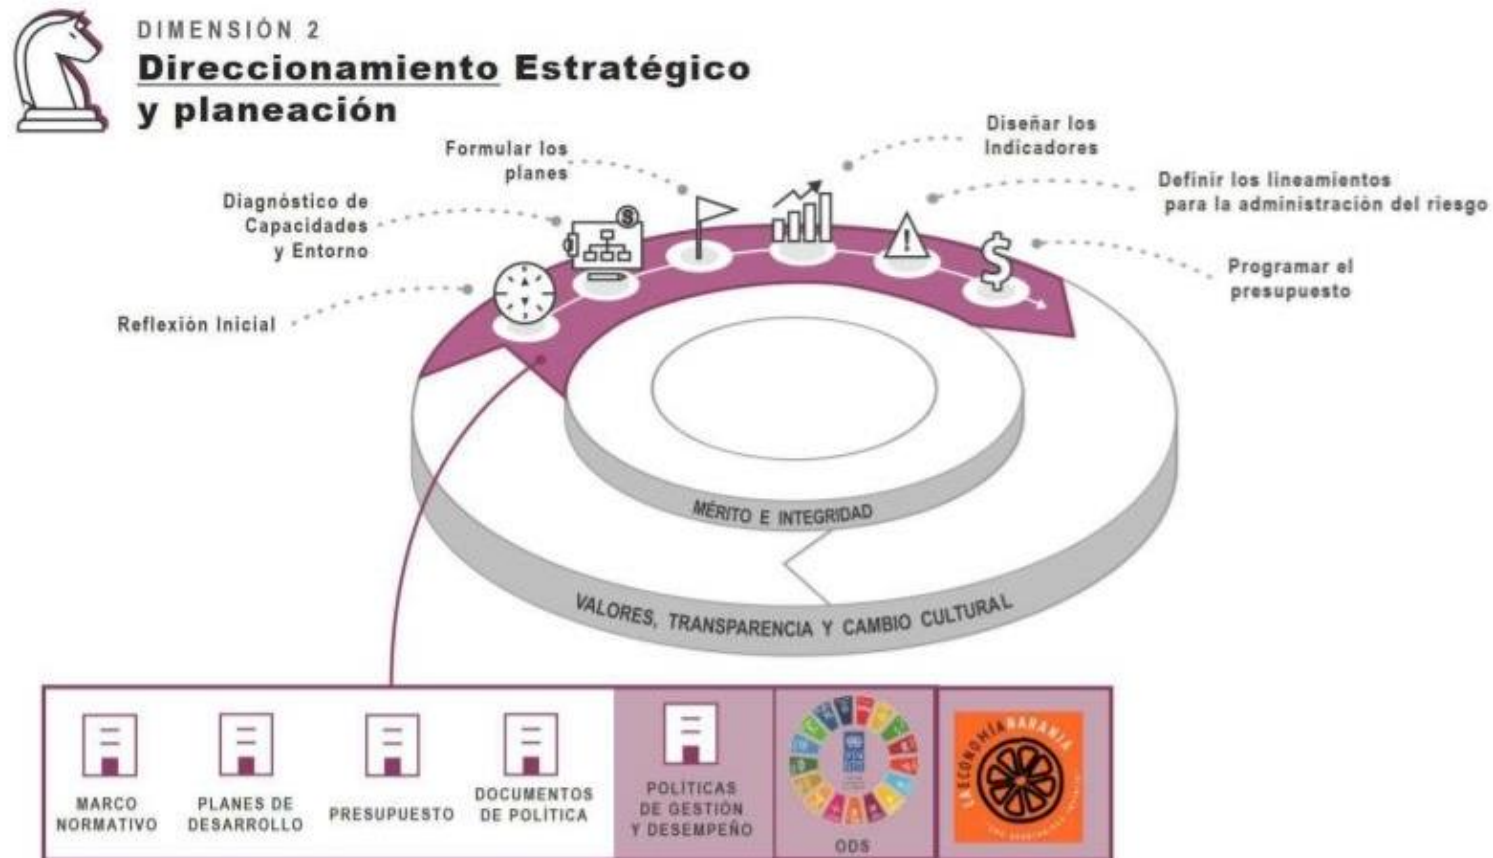 DIMENSIÓN 2
Direccionamiento Estratégico
y planeación
Diseñar los
Indicadores
Formular los
planes
Definir los lineamientos
para la administración del riesgo
Diagnóstico de
Capacidades
y Entorno
Programar el
presupuesto
Reflexión Inicial
MÉRITO E INTEGRIDAD
VALORES, TRANSPARENCIA Y CAMBIO CULTURAL
MARCO
NORMATIVO
PLANES DE
DESARROLLO
PRESUPUESTO
DOCUMENTOS
DE POLÍTICA
POLÍTICAS
DE GESTIÓN
Y DESEMPEÑO
ODS
LA ECONOMÍA NARANJA